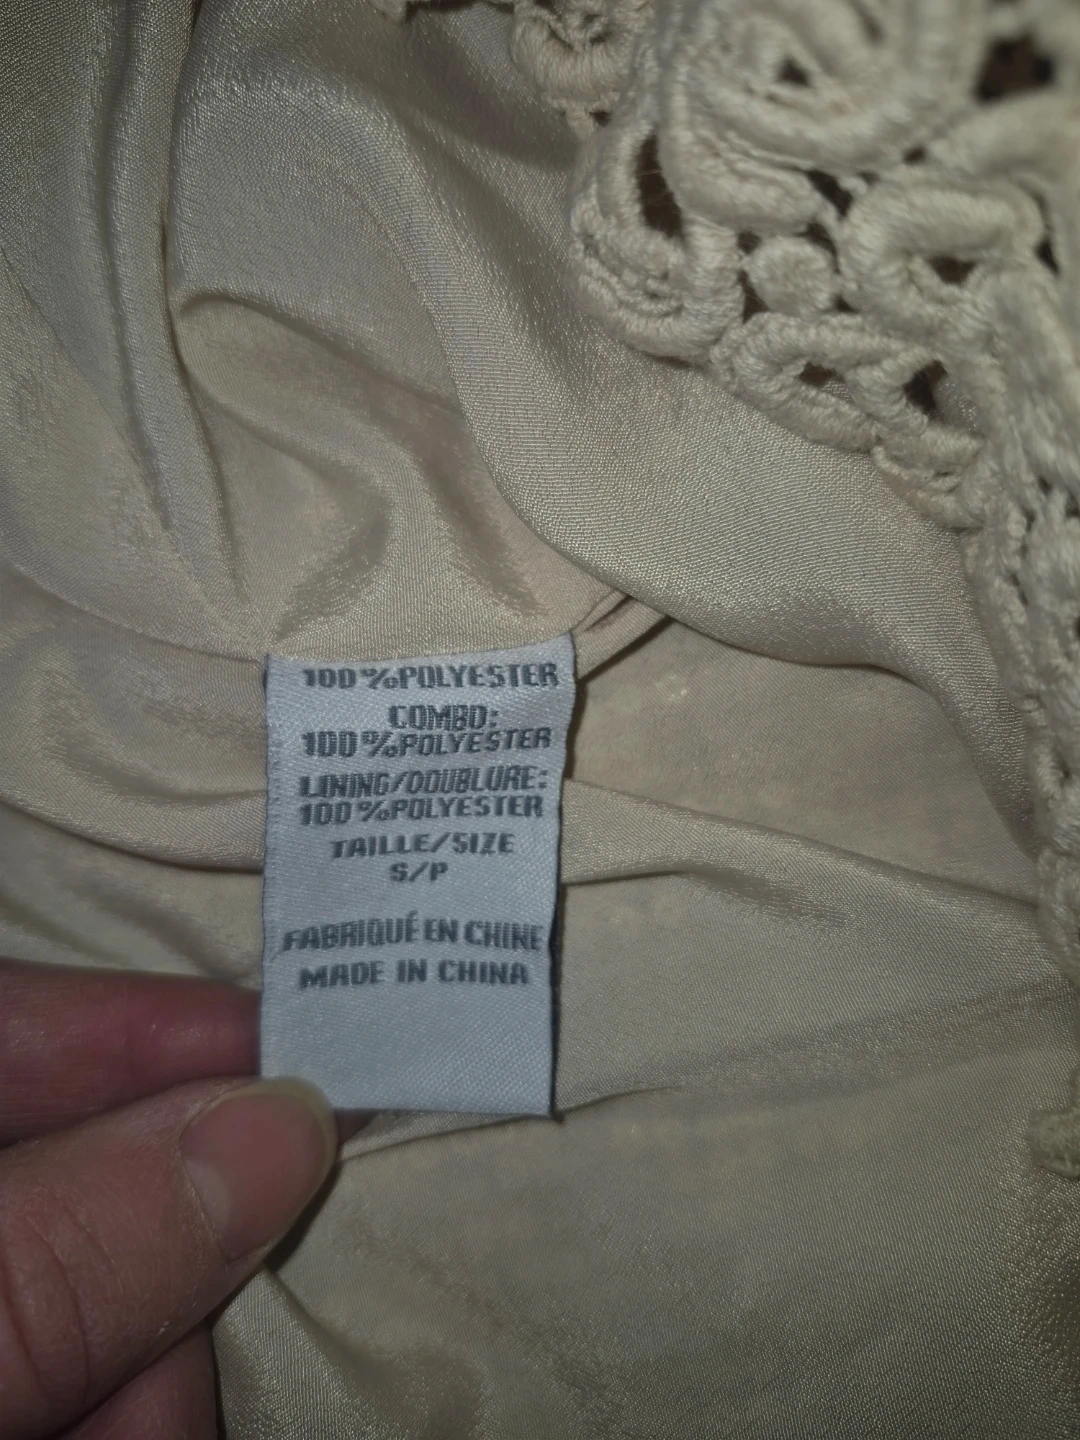 100%POLYESTER
COMBO:
100%POLYESTER
LINING/DOUBLURE:
100%POLYESTER
TAILLE/SIZE
S/P
FABRIQUÉ EN CHINE
MADE IN CHINA